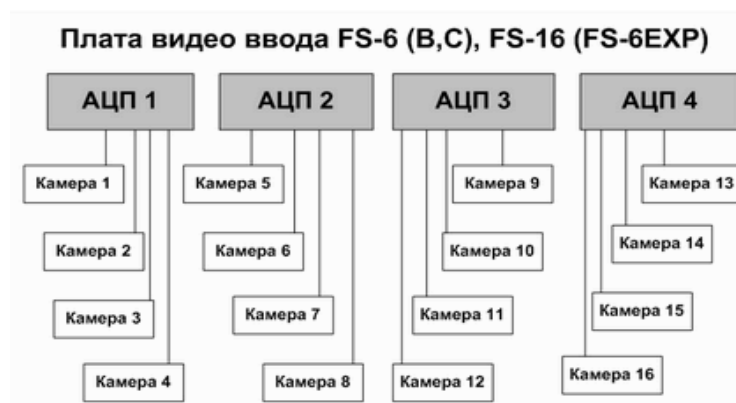 Плата видео ввода FS-6 (B,C), FS-16 (FS-6EXP)
АЦП 1
АЦП 2
АЦП 3
АЦП 4
Камера 1
Камера 5
Камера 9
Камера 13
Камера 2
Камера 6
Камера 10
Камера 14
Камера 3
Камера 7
Камера 11
Камера 15
Камера 4
Камера 8
Камера 12
Камера 16